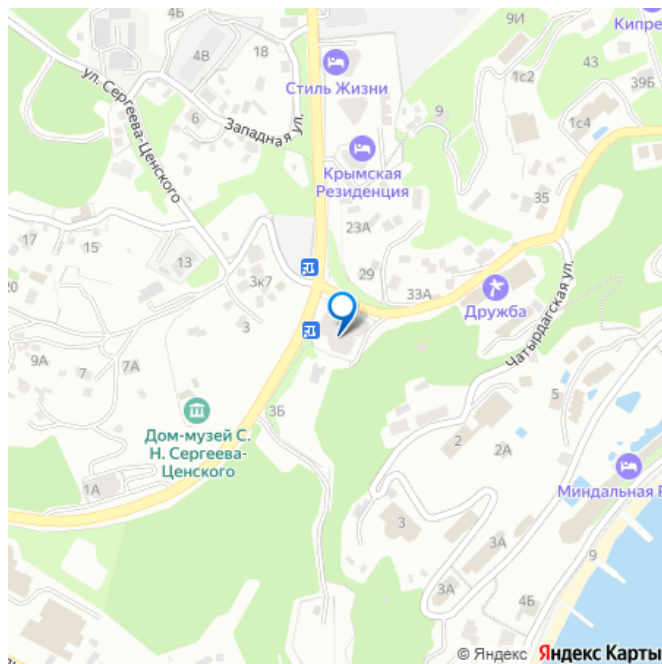 4Б
9И
Кипре
18
4В
Стиль Жизни
43
1с2
39Б
ул. Сергеева-Ценского
9
6
Западная ул.
1с4
Крымская
Резиденция
35
23А
17
15
13
29
20
3к7
33А
Дружба
Чатырдагская ул.
3
9А
7
7А
5
3Б
Дом-музей С.
Н. Сергеева-
Ценского
2
2А
1А
Миндальная Р
3
3А
9
3А
4Б
© Яндекс Яндекс Карты